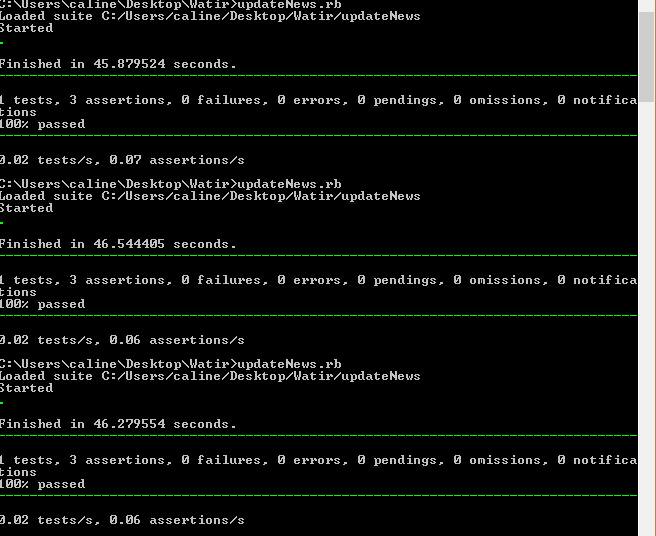 C:\Users\caline\Desktop\Watir>updateNews.rb
Loaded suite C:/Users/caline/Desktop/Watir/updateNews
Started
.
Finished in 45.879524 seconds.
--------------------------------------------------------------------------------
1 tests, 3 assertions, 0 failures, 0 errors, 0 pendings, 0 omissions, 0 notifica
tions
100% passed
--------------------------------------------------------------------------------
0.02 tests/s, 0.07 assertions/s
C:\Users\caline\Desktop\Watir>updateNews.rb
Loaded suite C:/Users/caline/Desktop/Watir/updateNews
Started
.
Finished in 46.544405 seconds.
--------------------------------------------------------------------------------
1 tests, 3 assertions, 0 failures, 0 errors, 0 pendings, 0 omissions, 0 notifica
tions
100% passed
--------------------------------------------------------------------------------
0.02 tests/s, 0.06 assertions/s
C:\Users\caline\Desktop\Watir>updateNews.rb
Loaded suite C:/Users/caline/Desktop/Watir/updateNews
Started
.
Finished in 46.279554 seconds.
--------------------------------------------------------------------------------
1 tests, 3 assertions, 0 failures, 0 errors, 0 pendings, 0 omissions, 0 notifica
tions
100% passed
--------------------------------------------------------------------------------
0.02 tests/s, 0.06 assertions/s